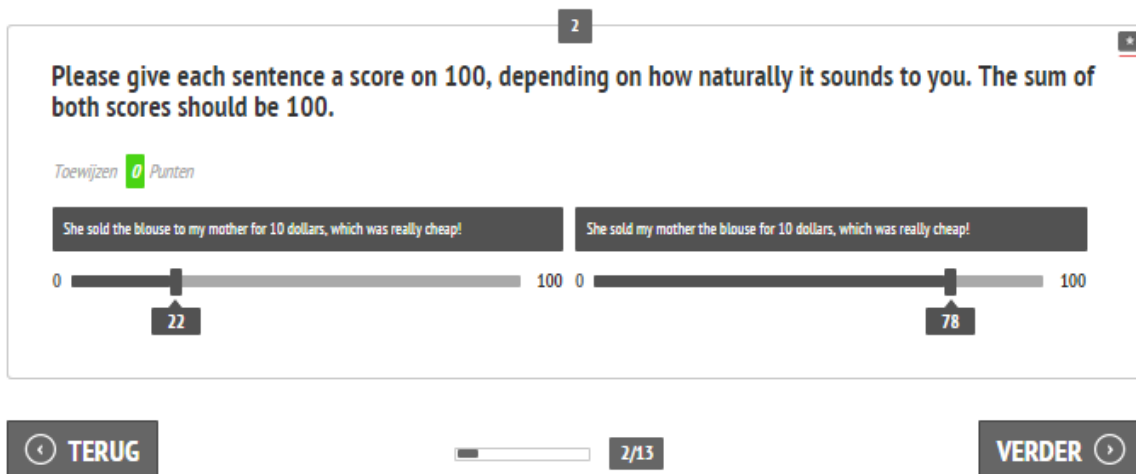 2
Please give each sentence a score on 100, depending on how naturally it sounds to you. The sum of
both scores should be 100.
Toewijzen 0 Punten
She sold the blouse to my mother for 10 dollars, which was really cheap!
She sold my mother the blouse for 10 dollars, which was really cheap!
0 100 0 100
22 78
TERUG 2/13 VERDER